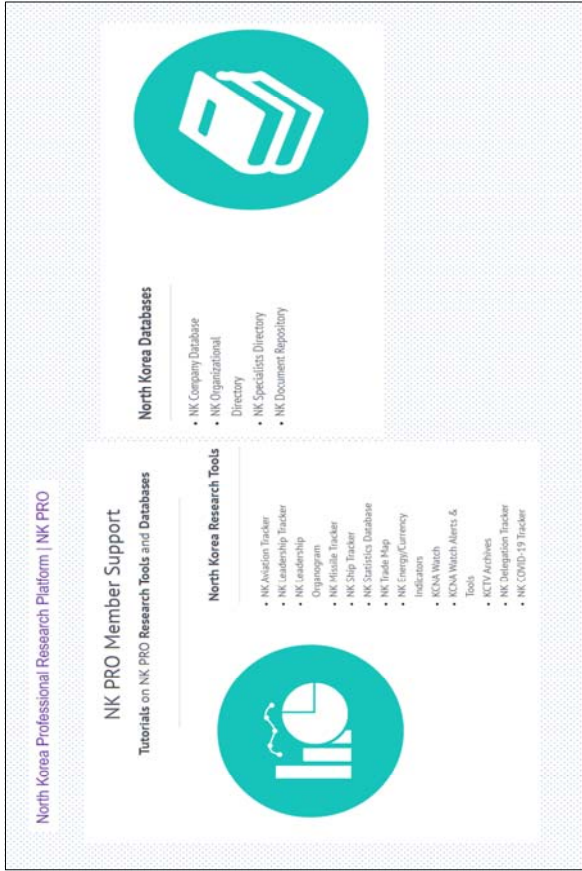 North Korea Professional Research Platform | NK PRO
NK PRO Member Support
Tutorials on NK PRO Research Tools and Databases
North Korea Research Tools
• NK Aviation Tracker
• NK Leadership Tracker
• NK Leadership
Organogram
• NK Missile Tracker
• NK Ship Tracker
• NK Statistics Database
• NK Trade Map
• NK Energy/Currency
Indicators
• KCNA Watch
• KCNA Watch Alerts &
Tools
• KCTV Archives
• NK Delegation Tracker
• NK COVID-19 Tracker
North Korea Databases
• NK Company Database
• NK Organizational
Directory
• NK Specialists Directory
• NK Document Repository